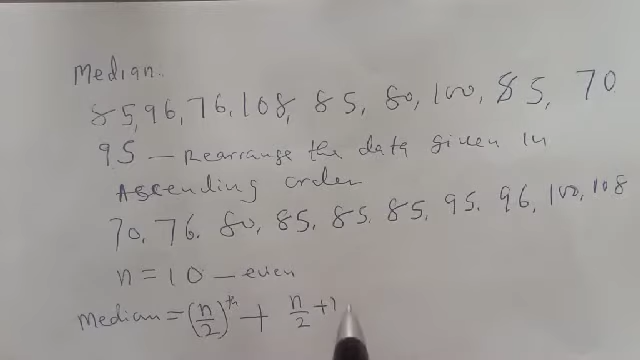 Median.
85, 96, 76, 108, 85, 80, 100, 85, 70
95 — Rearrange the data given in
Ascending order
70, 76. 80, 85, 85. 85, 95. 96, 100, 108
n = 10 — even
Median = (n/2)^th + n/2 + 1